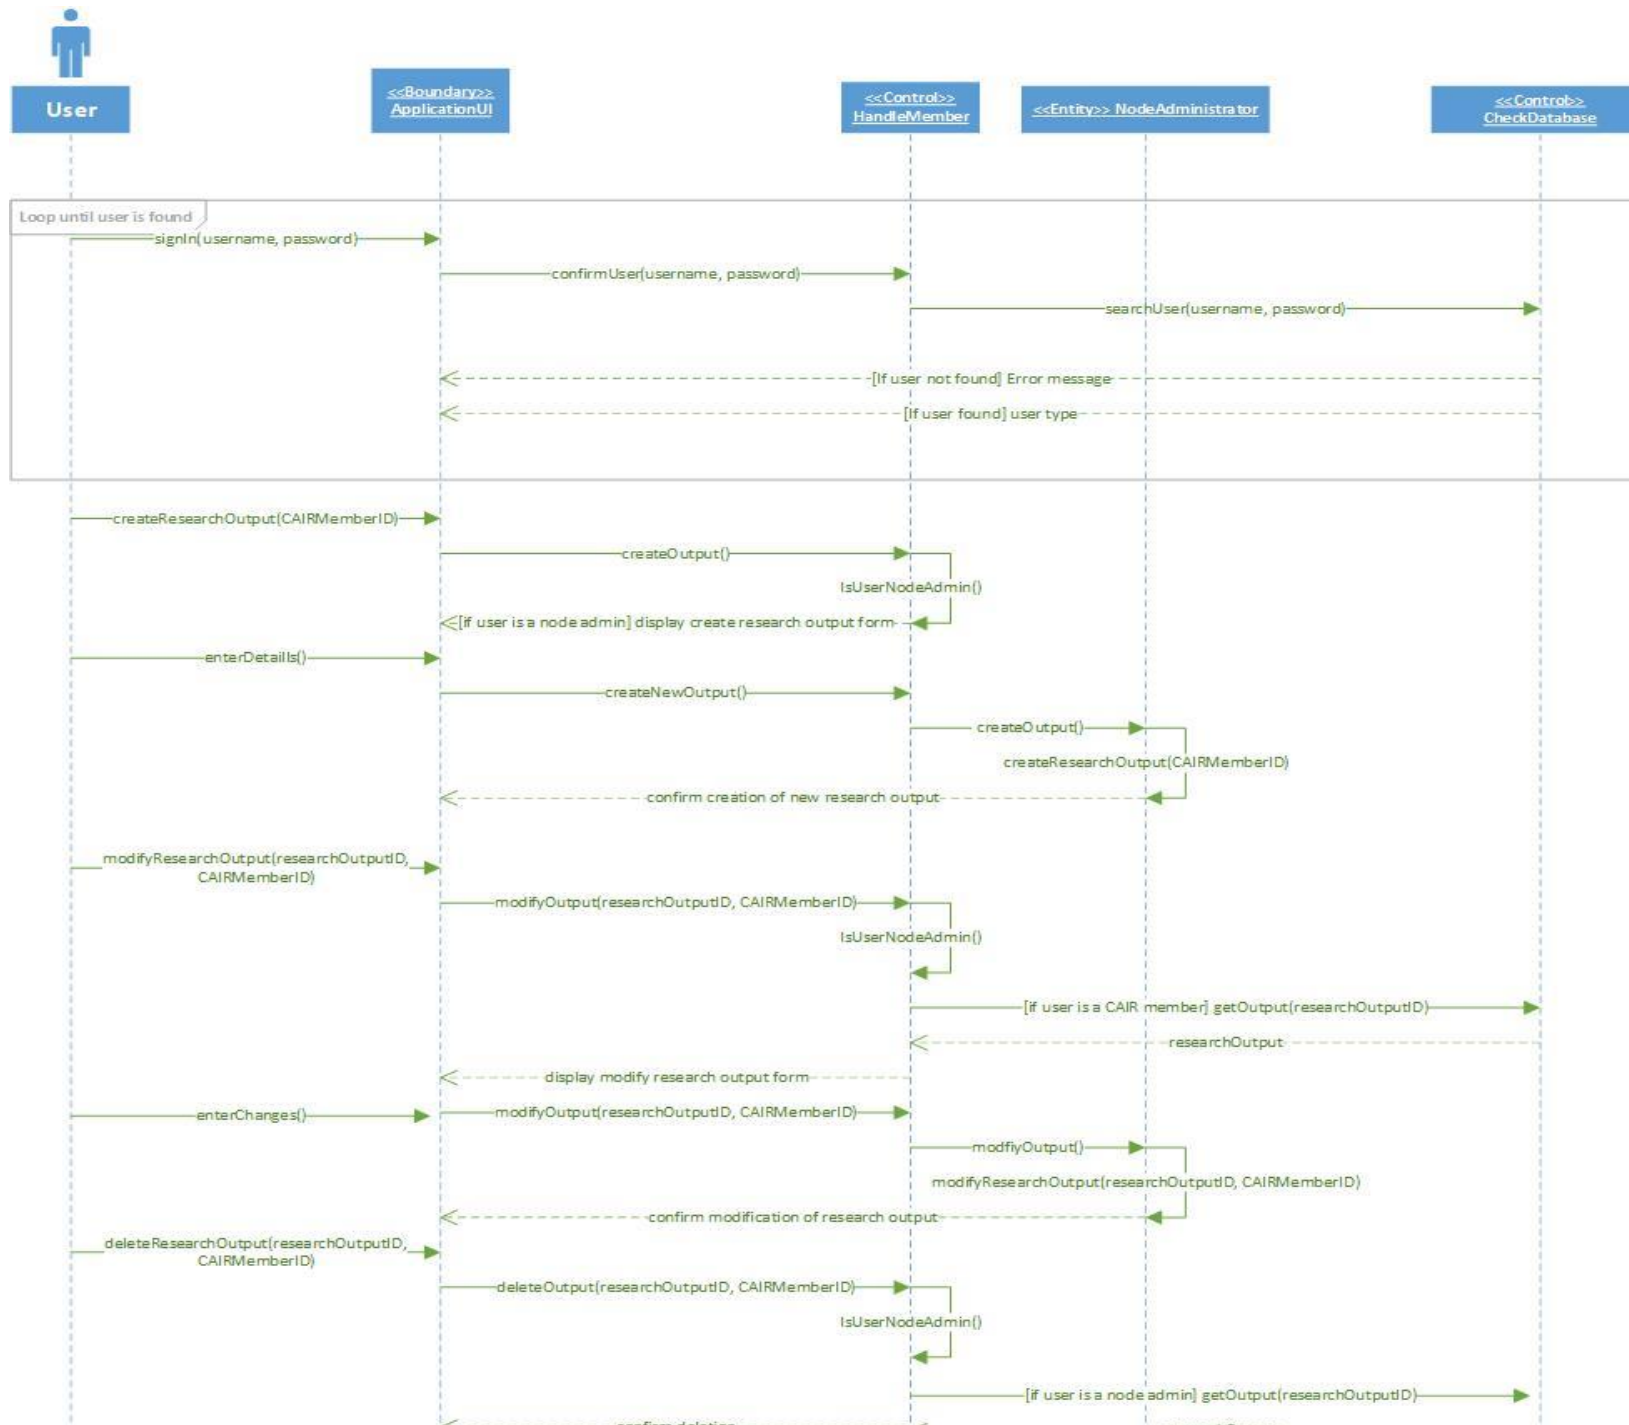 User
<<Boundary>>
ApplicationUI
<<Control>>
HandleMember
<<Entity>> NodeAdministrator
<<Control>>
CheckDatabase
Loop until user is found
signIn(username, password)
confirmUser(username, password)
searchUser(username, password)
[If user not found] Error message
[If user found] user type
createResearchOutput(CAIRMemberID)
createOutput()
IsUserNodeAdmin()
[if user is a node admin] display create research output form
enterDetaills()
createNewOutput()
createOutput()
createResearchOutput(CAIRMemberID)
confirm creation of new research output
modifyResearchOutput(researchOutputID,
CAIRMemberID)
modifyOutput(researchOutputID, CAIRMemberID)
IsUserNodeAdmin()
[if user is a CAIR member] getOutput(researchOutputID)
researchOutput
display modify research output form
enterChanges()
modifyOutput(researchOutputID, CAIRMemberID)
modfiyOutput()
modifyResearchOutput(researchOutputID, CAIRMemberID)
confirm modification of research output
deleteResearchOutput(researchOutputID,
CAIRMemberID)
deleteOutput(researchOutputID, CAIRMemberID)
IsUserNodeAdmin()
[if user is a node admin] getOutput(researchOutputID)
confirm deletion